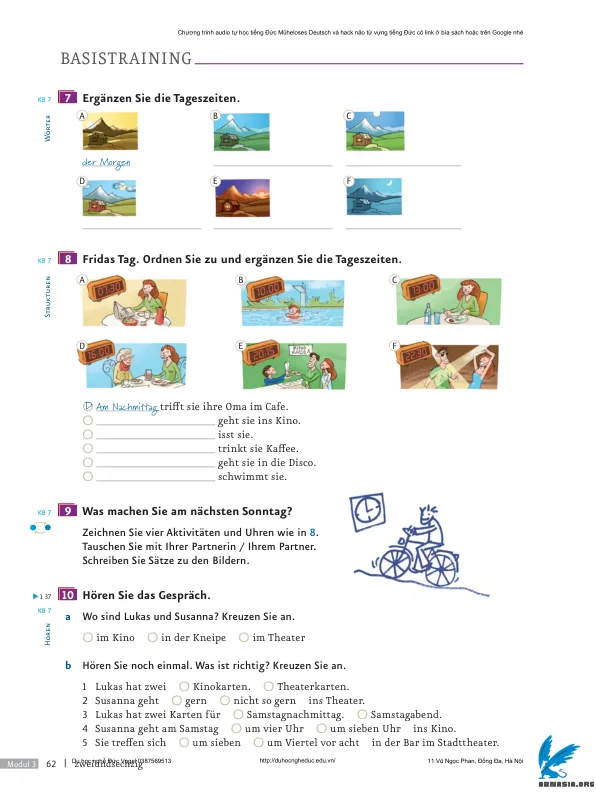 Chương trình audio tự học tiếng Đức Müheloses Deutsch và hack não từ vựng tiếng Đức có link ở bìa sách hoặc trên Google nhé
BASISTRAINING
KB 7 7 Ergänzen Sie die Tageszeiten.
WÖRTER
A B C
der Morgen
D E F
KB 7 8 Fridas Tag. Ordnen Sie zu und ergänzen Sie die Tageszeiten.
STRUKTUREN
A B C
07:30 10:00 13:00
D E F
16:00 20:15 22:30
D Am Nachmittag trifft sie ihre Oma im Cafe.
geht sie ins Kino.
isst sie.
trinkt sie Kaffee.
geht sie in die Disco.
schwimmt sie.
KB 7 9 Was machen Sie am nächsten Sonntag?
Zeichnen Sie vier Aktivitäten und Uhren wie in 8.
Tauschen Sie mit Ihrer Partnerin / Ihrem Partner.
Schreiben Sie Sätze zu den Bildern.
1 37 10 Hören Sie das Gespräch.
KB 7
HÖREN
a Wo sind Lukas und Susanna? Kreuzen Sie an.
im Kino in der Kneipe im Theater
b Hören Sie noch einmal. Was ist richtig? Kreuzen Sie an.
1 Lukas hat zwei Kinokarten. Theaterkarten.
2 Susanna geht gern nicht so gern ins Theater.
3 Lukas hat zwei Karten für Samstagnachmittag. Samstagabend.
4 Susanna geht am Samstag um vier Uhr um sieben Uhr ins Kino.
5 Sie treffen sich um sieben um Viertel vor acht in der Bar im Stadttheater.
Modul 3 62 zweiundsechzig
Du học nghề Đức Vogel 0387569513 http://duhocngheduc.edu.vn/ 11 Vũ Ngọc Phan, Đống Đa, Hà Nội
ABWASIA.ORG